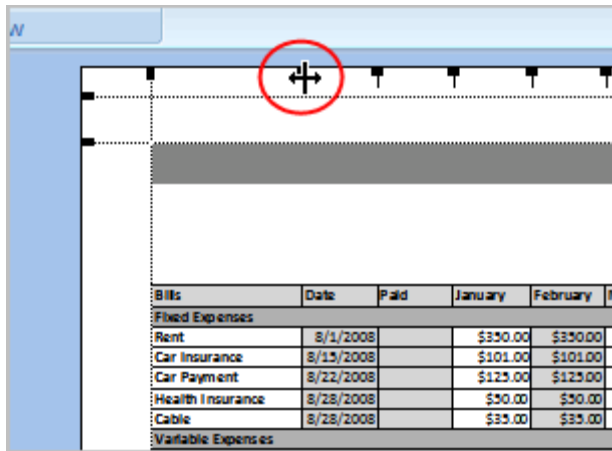 Bills Date Paid January February
Fixed Expenses
Rent 8/1/2008 $350.00 $350.00
Car Insurance 8/15/2008 $101.00 $101.00
Car Payment 8/22/2008 $125.00 $125.00
Health Insurance 8/28/2008 $50.00 $50.00
Cable 8/28/2008 $35.00 $35.00
Variable Expenses